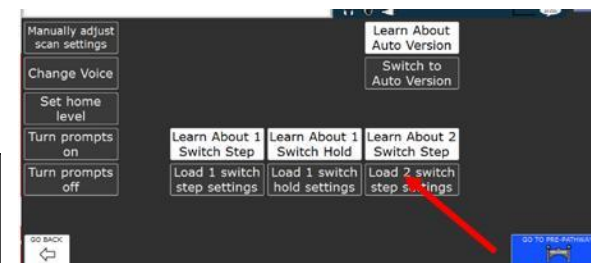 Manually adjust
scan settings
Learn About
Auto Version
Change Voice
Switch to
Auto Version
Set home
level
Turn prompts
on
Learn About 1
Switch Step
Learn About 1
Switch Hold
Learn About 2
Switch Step
Turn prompts
off
Load 1 switch
step settings
Load 1 switch
hold settings
Load 2 switch
step settings
GO BACK
GO TO PRE-PATHWA